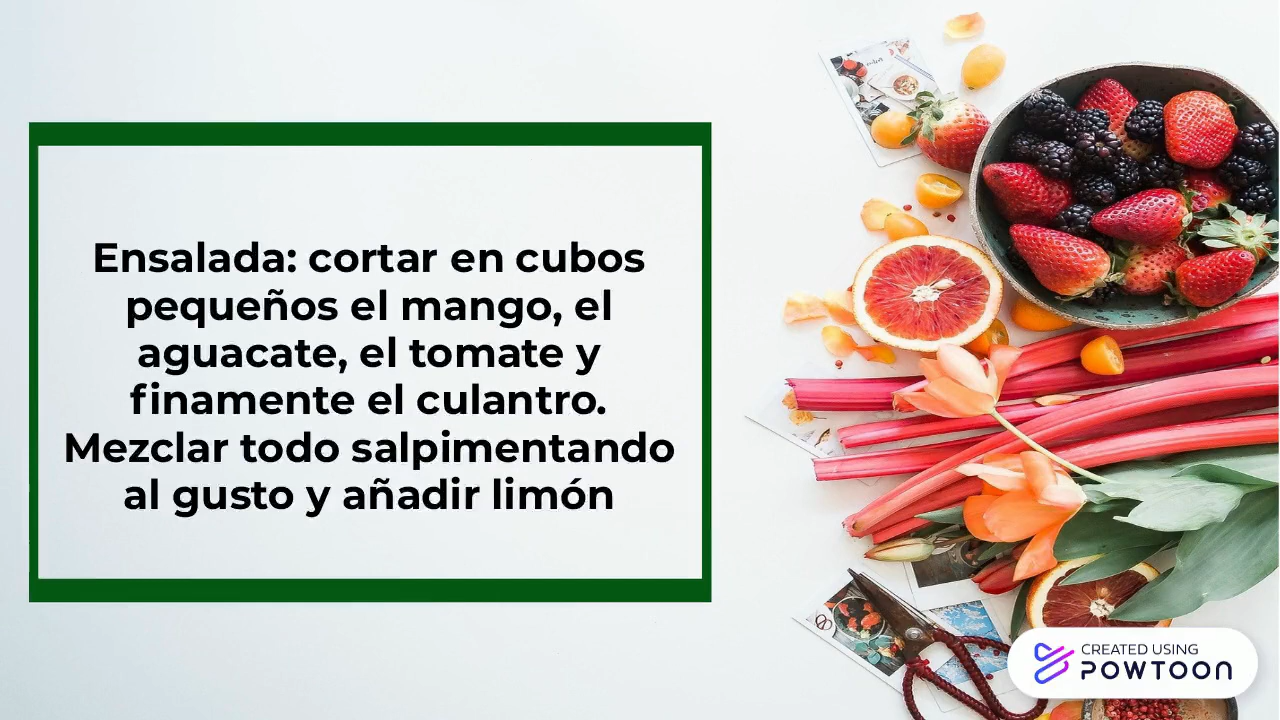 Ensalada: cortar en cubos
pequeños el mango, el
aguacate, el tomate y
finamente el culantro.
Mezclar todo salpimentando
al gusto y añadir limón
CREATED USING
POWTOON